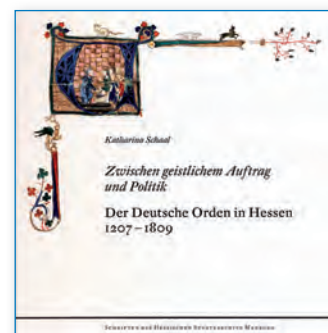 Katharina Schaal
Zwischen geistlichem Auftrag
und Politik
Der Deutsche Orden in Hessen
1207 – 1809
Schriften des Hessischen Staatsarchivs Marburg